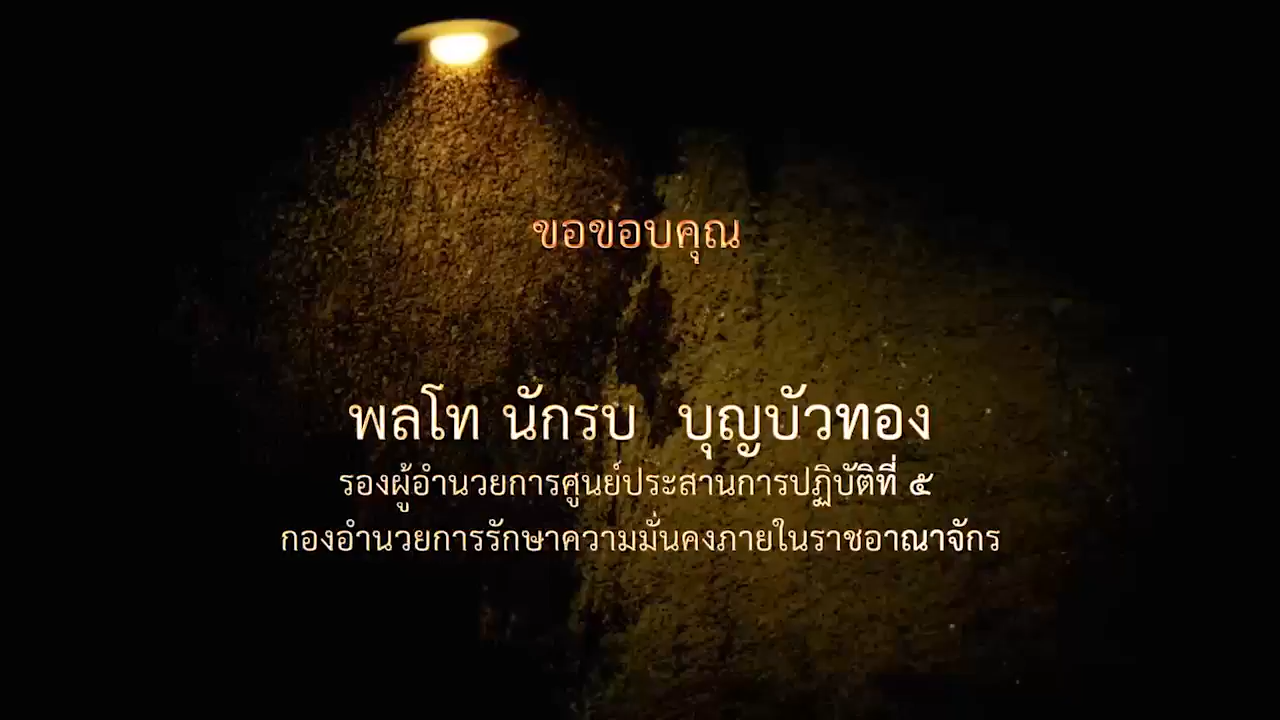 ขอขอบคุณ
พลโท นักรบ บุญบัวทอง
รองผู้อำนวยการศูนย์ประสานการปฏิบัติที่ ๕
กองอำนวยการรักษาความมั่นคงภายในราชอาณาจักร